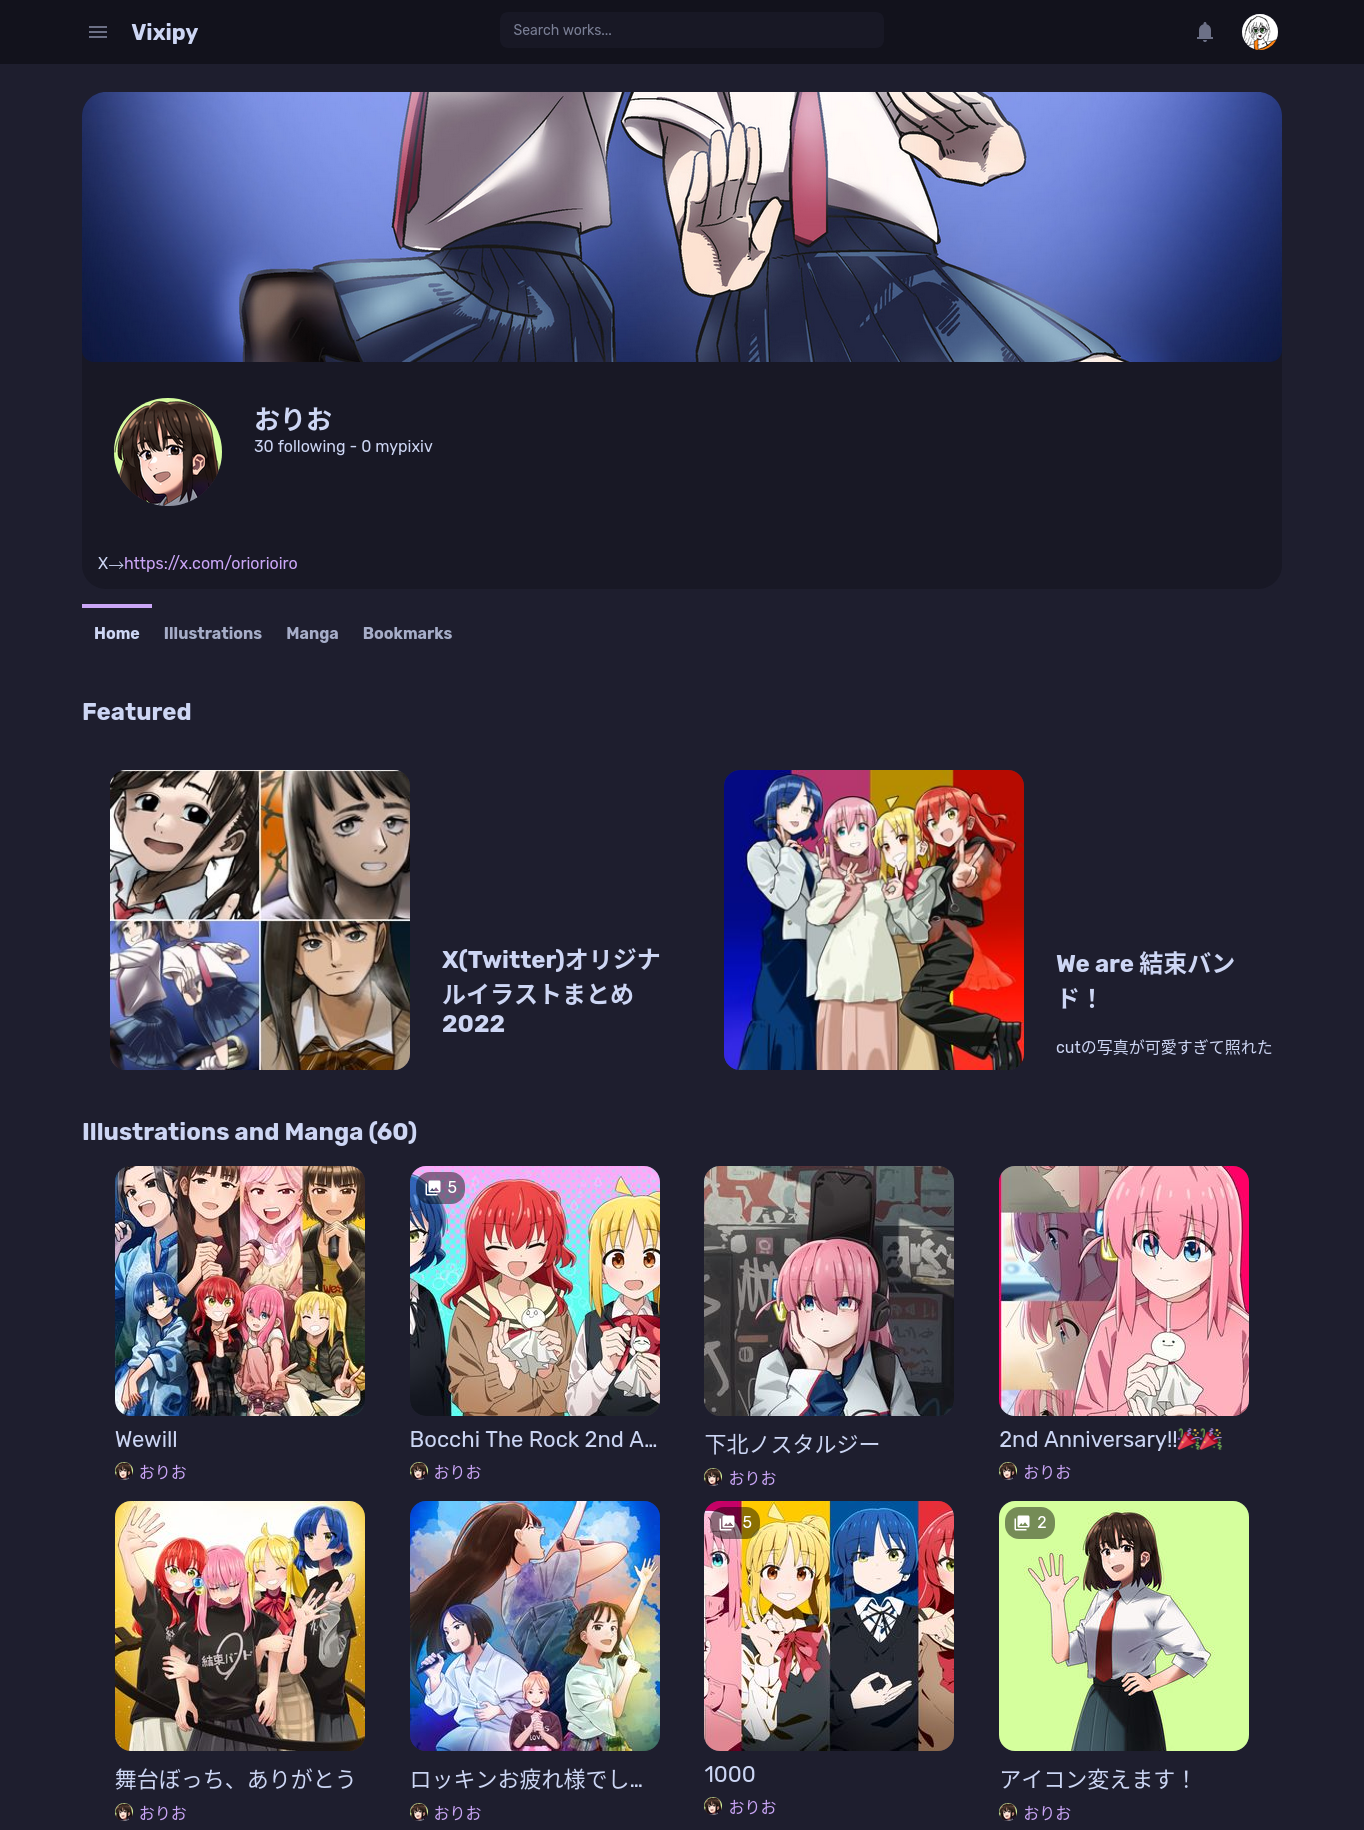 Vixipy
Search works...
おりお
30 following - 0 mypixiv
X→https://x.com/oriorioiro
Home
Illustrations
Manga
Bookmarks
Featured
X(Twitter)オリジナ
ルイラストまとめ
2022
We are 結束バン
ド！
cutの写真が可愛すぎて照れた
Illustrations and Manga (60)
Wewill
おりお
5
Bocchi The Rock 2nd A...
おりお
下北ノスタルジー
おりお
2nd Anniversary!!🎉🎉
おりお
結束バンド
舞台ぼっち、ありがとう
おりお
ロッキンお疲れ様でし...
おりお
5
1000
おりお
2
アイコン変えます！
おりお